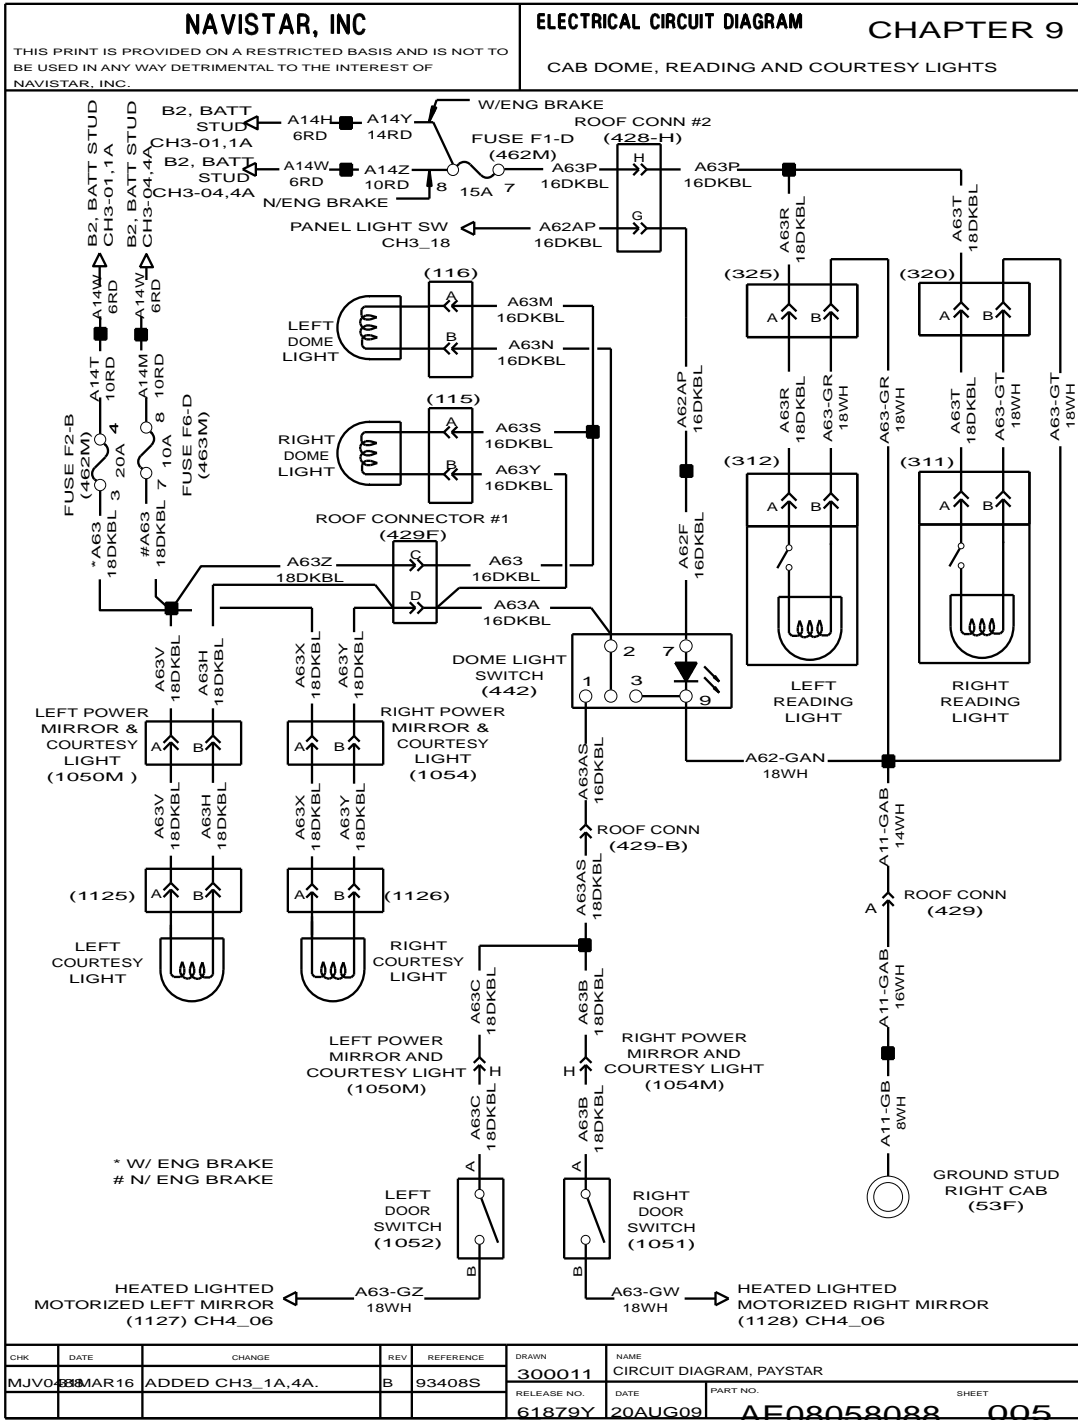 NAVISTAR, INC
THIS PRINT IS PROVIDED ON A RESTRICTED BASIS AND IS NOT TO
BE USED IN ANY WAY DETRIMENTAL TO THE INTEREST OF
NAVISTAR, INC.
ELECTRICAL CIRCUIT DIAGRAM
CHAPTER 9
CAB DOME, READING AND COURTESY LIGHTS
B2, BATT STUD
CH3-01,1A
B2, BATT STUD
CH3-04,4A
B2, BATT
STUD
CH3-01,1A
A14H
6RD
A14Y
14RD
W/ENG BRAKE
B2, BATT
STUD
CH3-04,4A
A14W
6RD
A14Z
10RD
N/ENG BRAKE
FUSE F1-D
(462M)
8
15A
7
A63P
16DKBL
ROOF CONN #2
(428-H)
H
G
A63P
16DKBL
PANEL LIGHT SW
CH3_18
A62AP
16DKBL
A63R
18DKBL
A63T
18DKBL
A14W
6RD
A14W
6RD
A14T
10RD
A14M
10RD
FUSE F2-B
(462M)
4
20A
3
8
10A
7
FUSE F6-D
(463M)
*A63
18DKBL
#A63
18DKBL
(116)
A
B
LEFT
DOME
LIGHT
A63M
16DKBL
A63N
16DKBL
(115)
A
B
RIGHT
DOME
LIGHT
A63S
16DKBL
A63Y
16DKBL
A62AP
16DKBL
A62F
16DKBL
(325)
A
B
(320)
A
B
A63R
18DKBL
A63-GR
18WH
A63-GR
18WH
A63T
18DKBL
A63-GT
18WH
A63-GT
18WH
(312)
A
B
(311)
A
B
LEFT
READING
LIGHT
RIGHT
READING
LIGHT
ROOF CONNECTOR #1
(429F)
C
D
A63Z
18DKBL
A63
16DKBL
A63A
16DKBL
DOME LIGHT
SWITCH
(442)
2
7
1
3
9
A63V
18DKBL
A63H
18DKBL
A63X
18DKBL
A63Y
18DKBL
LEFT POWER
MIRROR &
COURTESY
LIGHT
(1050M )
A
B
A
B
RIGHT POWER
MIRROR &
COURTESY
LIGHT
(1054)
A63V
18DKBL
A63H
18DKBL
A63X
18DKBL
A63Y
18DKBL
(1125)
A
B
A
B
(1126)
LEFT
COURTESY
LIGHT
RIGHT
COURTESY
LIGHT
A63AS
16DKBL
ROOF CONN
(429-B)
A63AS
18DKBL
A62-GAN
18WH
A11-GAB
14WH
A
ROOF CONN
(429)
A11-GAB
16WH
A11-GB
8WH
GROUND STUD
RIGHT CAB
(53F)
A63C
18DKBL
A63B
18DKBL
LEFT POWER
MIRROR AND
COURTESY LIGHT
(1050M)
H
H
RIGHT POWER
MIRROR AND
COURTESY LIGHT
(1054M)
A63C
18DKBL
A63B
18DKBL
* W/ ENG BRAKE
# N/ ENG BRAKE
A
LEFT
DOOR
SWITCH
(1052)
B
A
RIGHT
DOOR
SWITCH
(1051)
B
HEATED LIGHTED
MOTORIZED LEFT MIRROR
(1127) CH4_06
A63-GZ
18WH
A63-GW
18WH
HEATED LIGHTED
MOTORIZED RIGHT MIRROR
(1128) CH4_06
CHK DATE CHANGE REV REFERENCE
ADDED CH3_1A,4A. B 93408S
DRAWN
300011
NAME
CIRCUIT DIAGRAM, PAYSTAR
RELEASE NO.
61879Y
DATE
20AUG09
PART NO.
AF08058088
SHEET
005